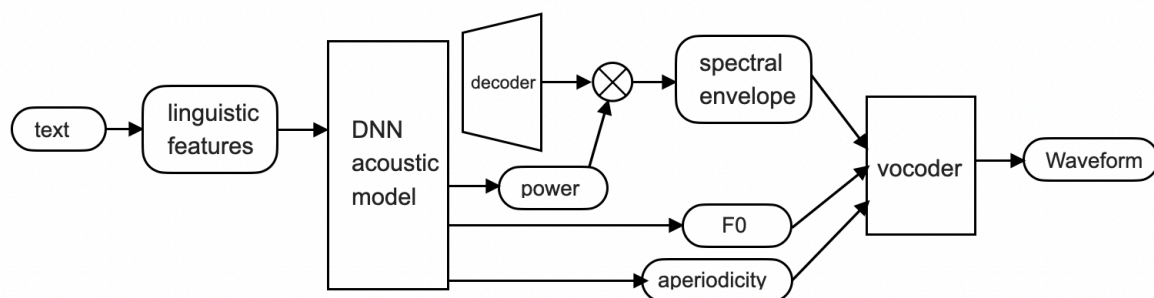 text
linguistic
features
DNN
acoustic
model
decoder
power
spectral
envelope
F0
aperiodicity
vocoder
Waveform